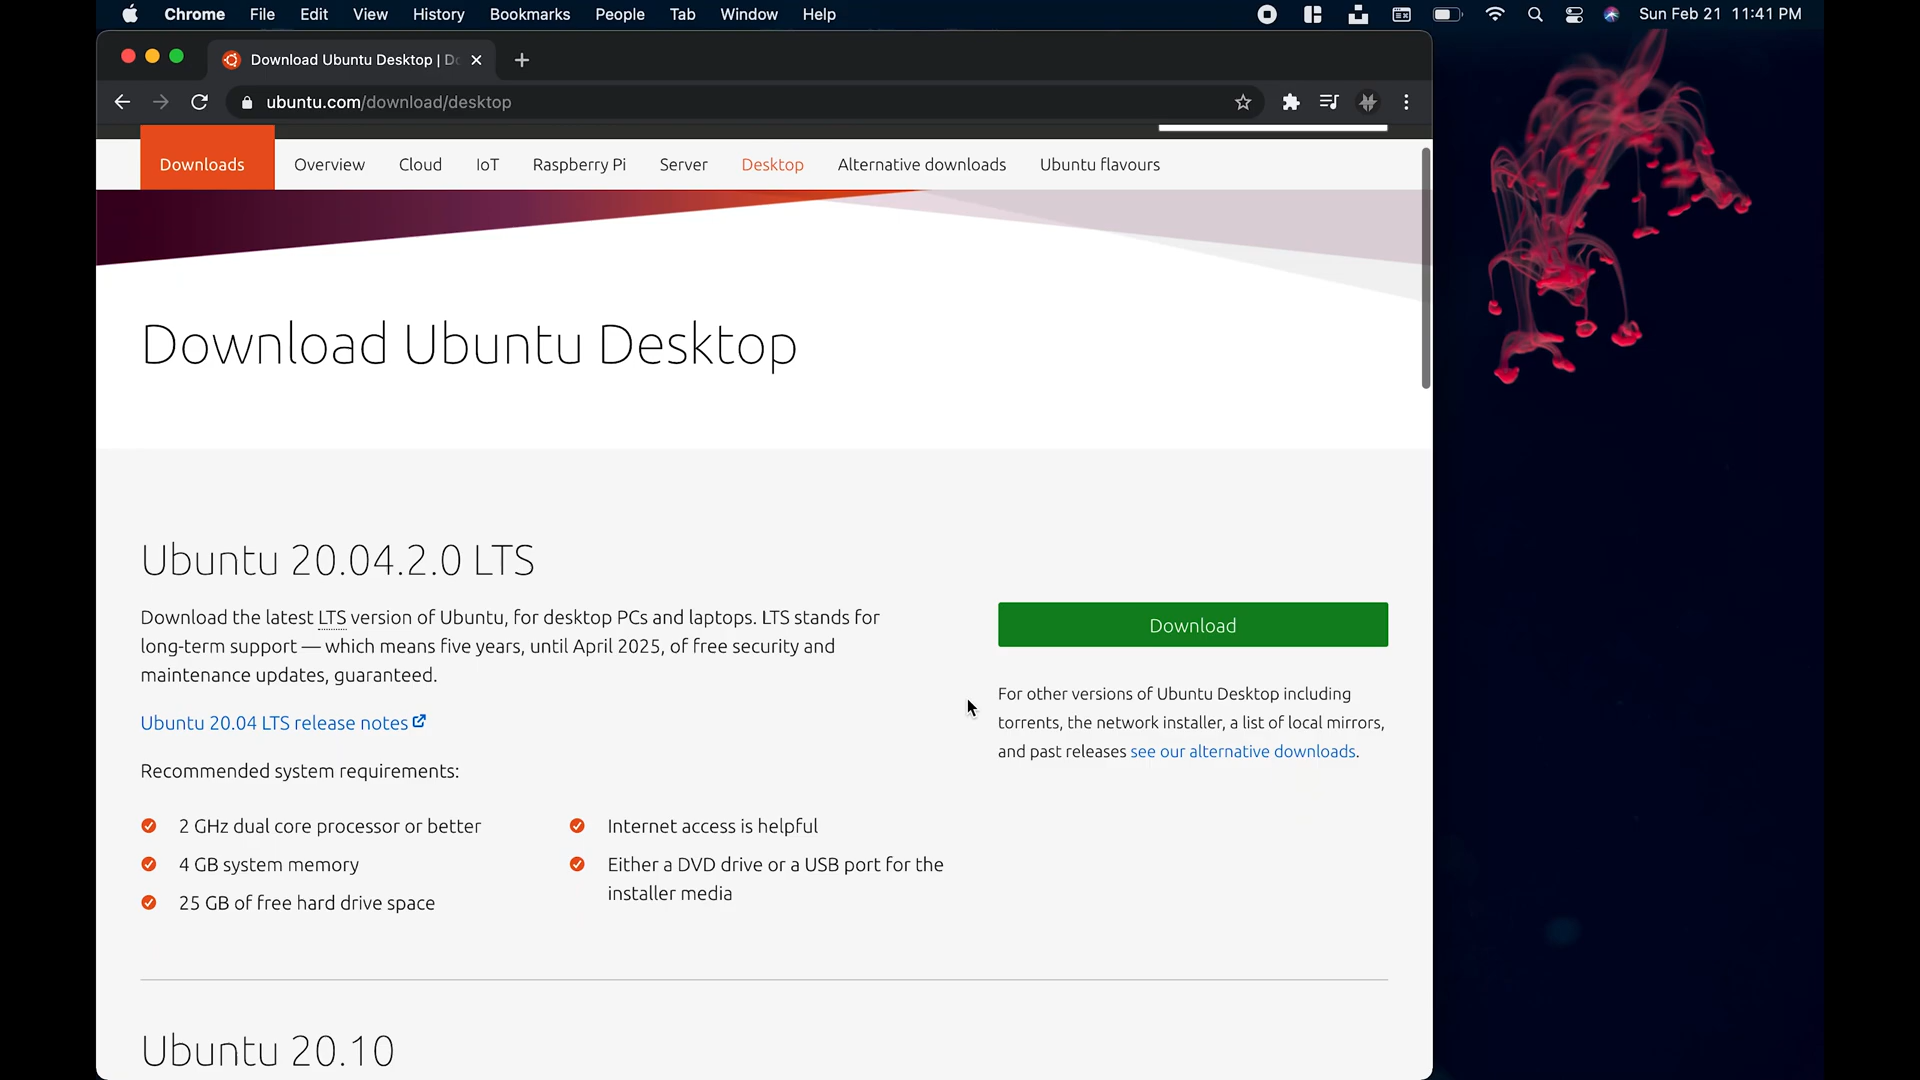 Chrome File Edit View History Bookmarks People Tab Window Help Sun Feb 21 11:41 PM
Download Ubuntu Desktop | Do
ubuntu.com/download/desktop
Downloads Overview Cloud IoT Raspberry Pi Server Desktop Alternative downloads Ubuntu flavours
Download Ubuntu Desktop
Ubuntu 20.04.2.0 LTS
Download the latest LTS version of Ubuntu, for desktop PCs and laptops. LTS stands for
long-term support — which means five years, until April 2025, of free security and
maintenance updates, guaranteed.
Ubuntu 20.04 LTS release notes
Recommended system requirements:
2 GHz dual core processor or better
4 GB system memory
25 GB of free hard drive space
Internet access is helpful
Either a DVD drive or a USB port for the
installer media
Download
For other versions of Ubuntu Desktop including
torrents, the network installer, a list of local mirrors,
and past releases see our alternative downloads.
Ubuntu 20.10